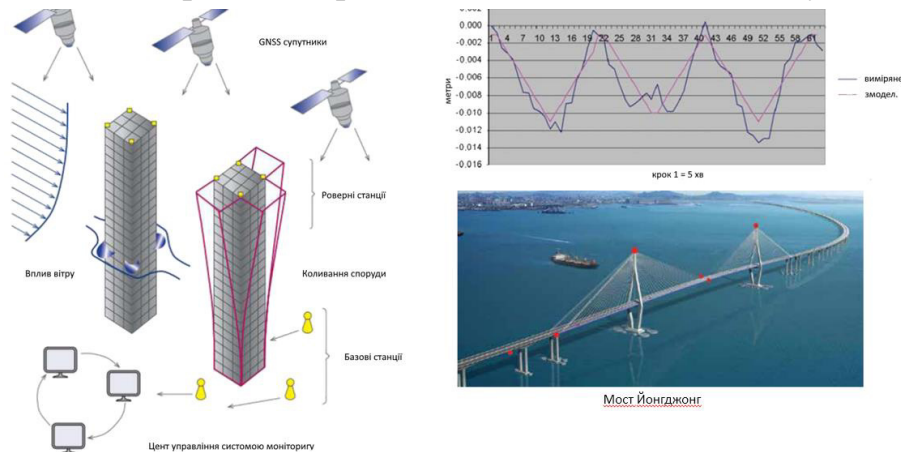 GNSS супутники
Роверні станції
Вплив вітру
Коливання споруди
Базові станції
Цент управління системою моніторигу
0.000
-0.002
-0.004
-0.006
-0.008
-0.010
-0.012
-0.014
-0.016
метри
1 4 7 10 13 16 19 22 25 28 31 34 37 40 43 46 49 52 55 58 61
виміряне
змодел.
крок 1 = 5 хв
Мост Йонгджонг